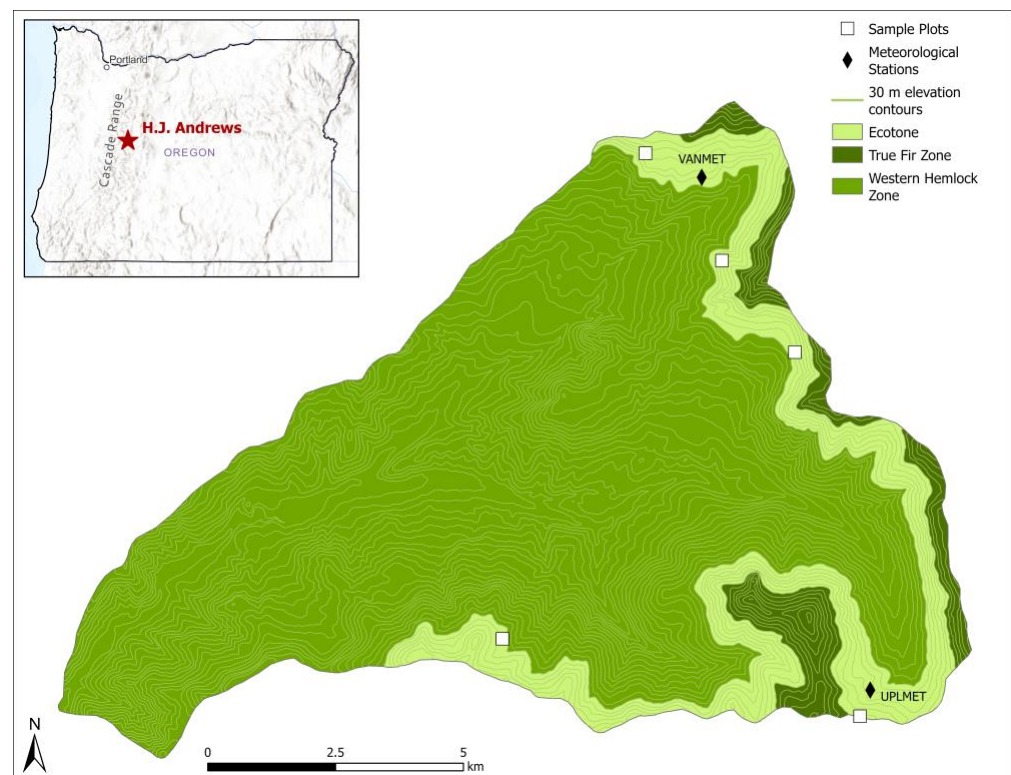 Portland
Cascade Range
H.J. Andrews
OREGON
Sample Plots
Meteorological
Stations
30 m elevation
contours
Ecotone
True Fir Zone
Western Hemlock
Zone
VANMET
UPLMET
N
0
2.5
5
km